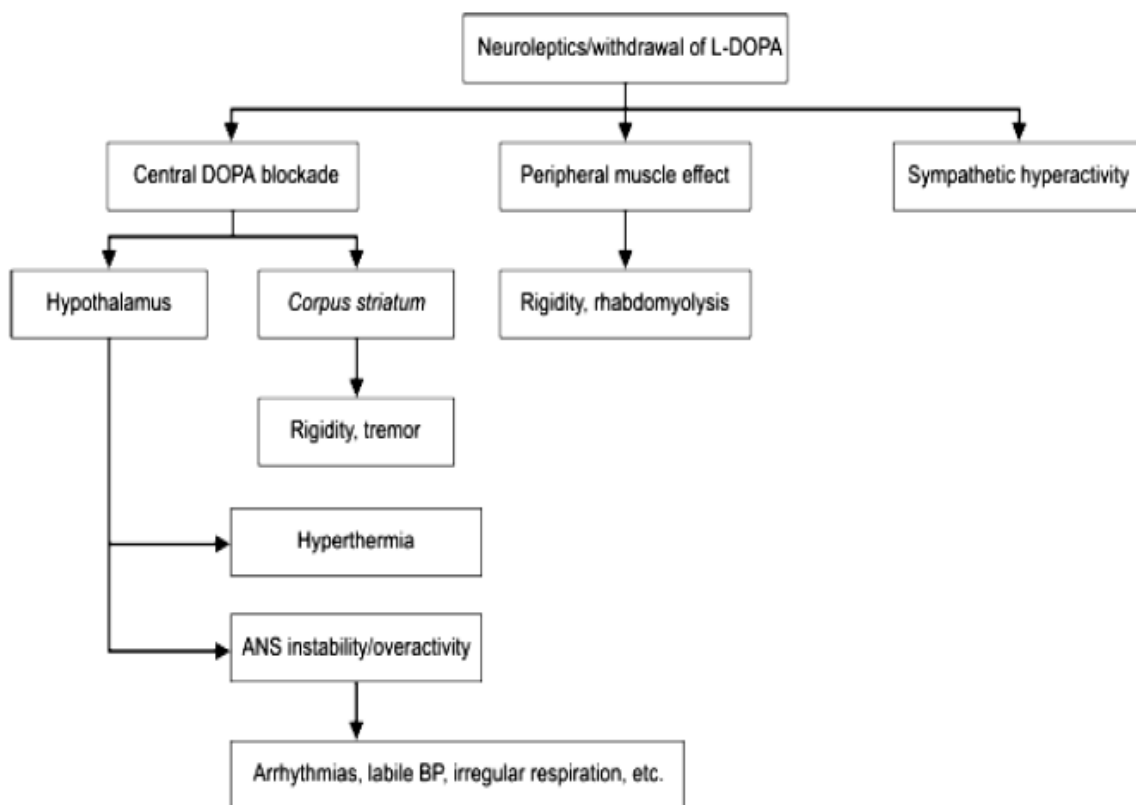 Neuroleptics/withdrawal of L-DOPA
Central DOPA blockade
Peripheral muscle effect
Sympathetic hyperactivity
Hypothalamus
Corpus striatum
Rigidity, rhabdomyolysis
Rigidity, tremor
Hyperthermia
ANS instability/overactivity
Arrhythmias, labile BP, irregular respiration, etc.